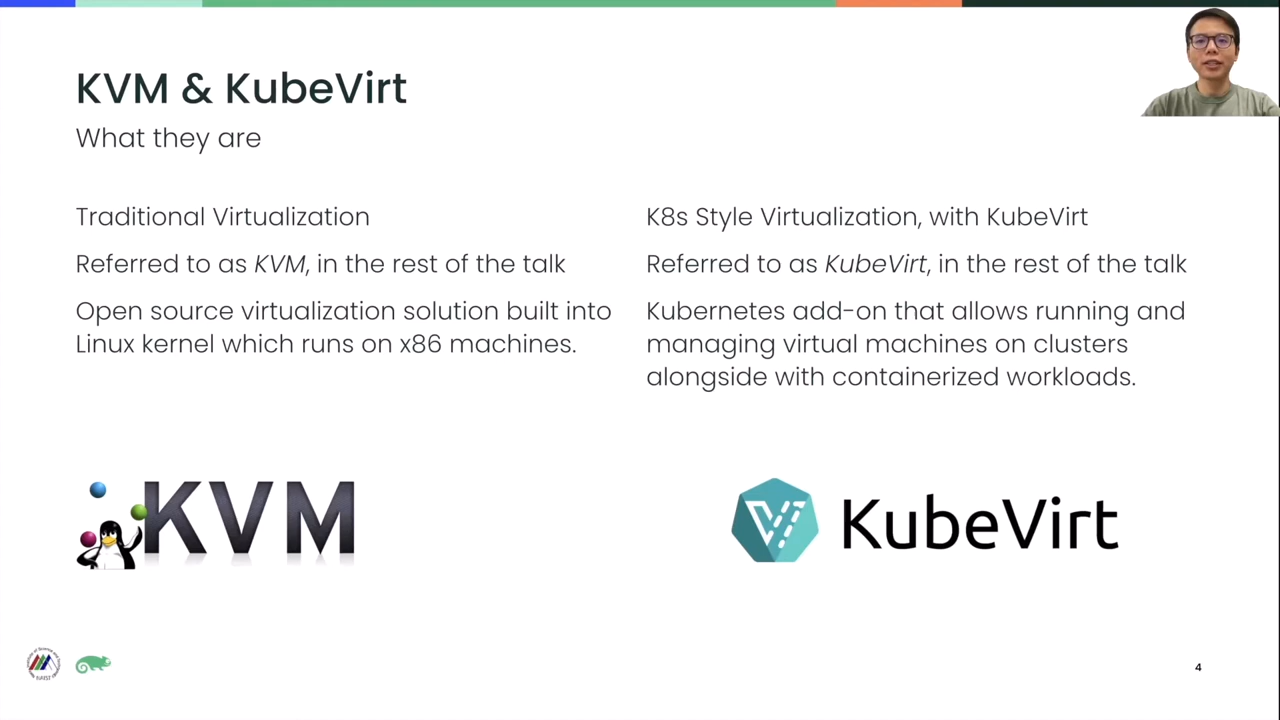 KVM & KubeVirt
What they are
Traditional Virtualization
Referred to as KVM, in the rest of the talk
Open source virtualization solution built into
Linux kernel which runs on x86 machines.
K8s Style Virtualization, with KubeVirt
Referred to as KubeVirt, in the rest of the talk
Kubernetes add-on that allows running and
managing virtual machines on clusters
alongside with containerized workloads.
KVM
KubeVirt
4